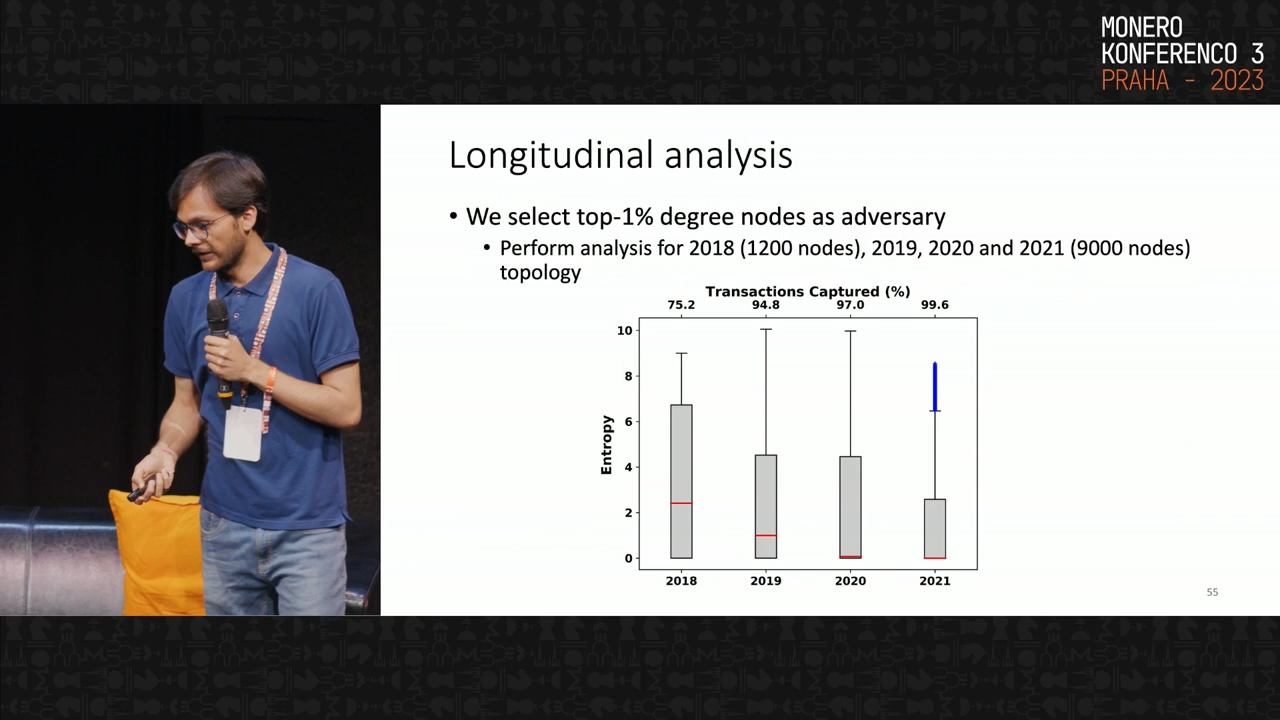 MONERO
KONFERENCO 3
PRAHA - 2023
Longitudinal analysis
• We select top-1% degree nodes as adversary
• Perform analysis for 2018 (1200 nodes), 2019, 2020 and 2021 (9000 nodes)
topology
Transactions Captured (%)
75.2 94.8 97.0 99.6
10
8
6
4
2
0
Entropy
2018 2019 2020 2021
55